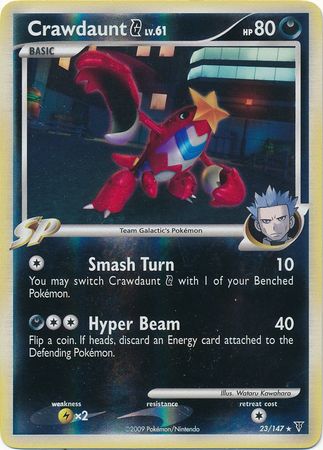 Crawdaunt G LV.61 HP 80
BASIC
SP
Team Galactic's Pokémon
Smash Turn 10
You may switch Crawdaunt G with 1 of your Benched
Pokémon.
Hyper Beam 40
Flip a coin. If heads, discard an Energy card attached to the
Defending Pokémon.
Illus. Wataru Kawahara
weakness resistance retreat cost
×2
©2009 Pokémon/Nintendo 23/147 ★